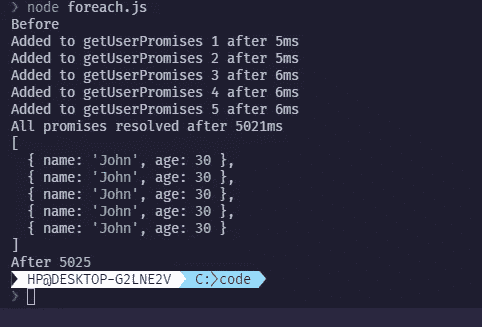 ❯ node foreach.js
Before
Added to getUserPromises 1 after 5ms
Added to getUserPromises 2 after 5ms
Added to getUserPromises 3 after 6ms
Added to getUserPromises 4 after 6ms
Added to getUserPromises 5 after 6ms
All promises resolved after 5021ms
[
  { name: 'John', age: 30 },
  { name: 'John', age: 30 },
  { name: 'John', age: 30 },
  { name: 'John', age: 30 },
  { name: 'John', age: 30 }
]
After 5025
HP@DESKTOP-G2LNE2V C:❯code
❯